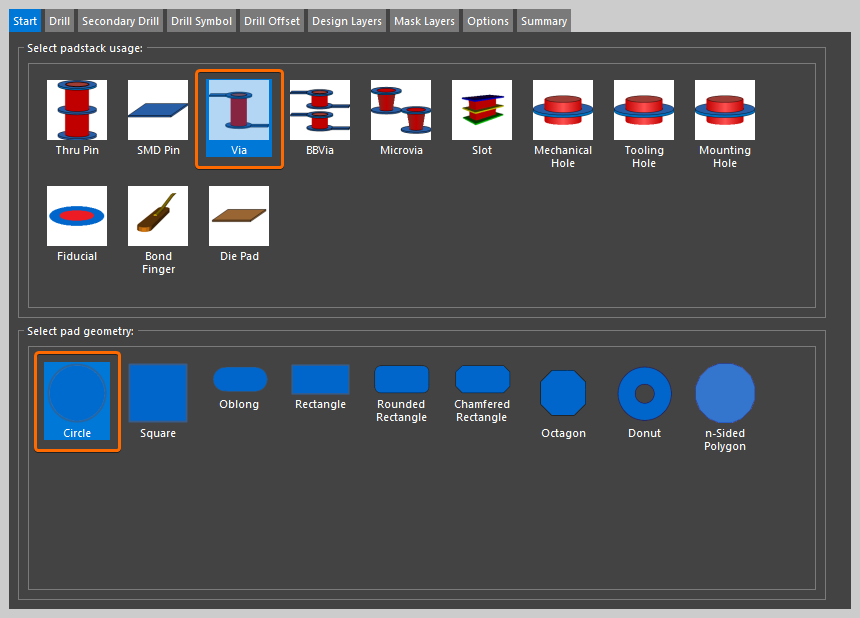 Start Drill Secondary Drill Drill Symbol Drill Offset Design Layers Mask Layers Options Summary
Select padstack usage:
Thru Pin SMD Pin Via BBVia Microvia Slot Mechanical Hole Tooling Hole Mounting Hole
Fiducial Bond Finger Die Pad
Select pad geometry:
Circle Square Oblong Rectangle Rounded Rectangle Chamfered Rectangle Octagon Donut n-Sided Polygon